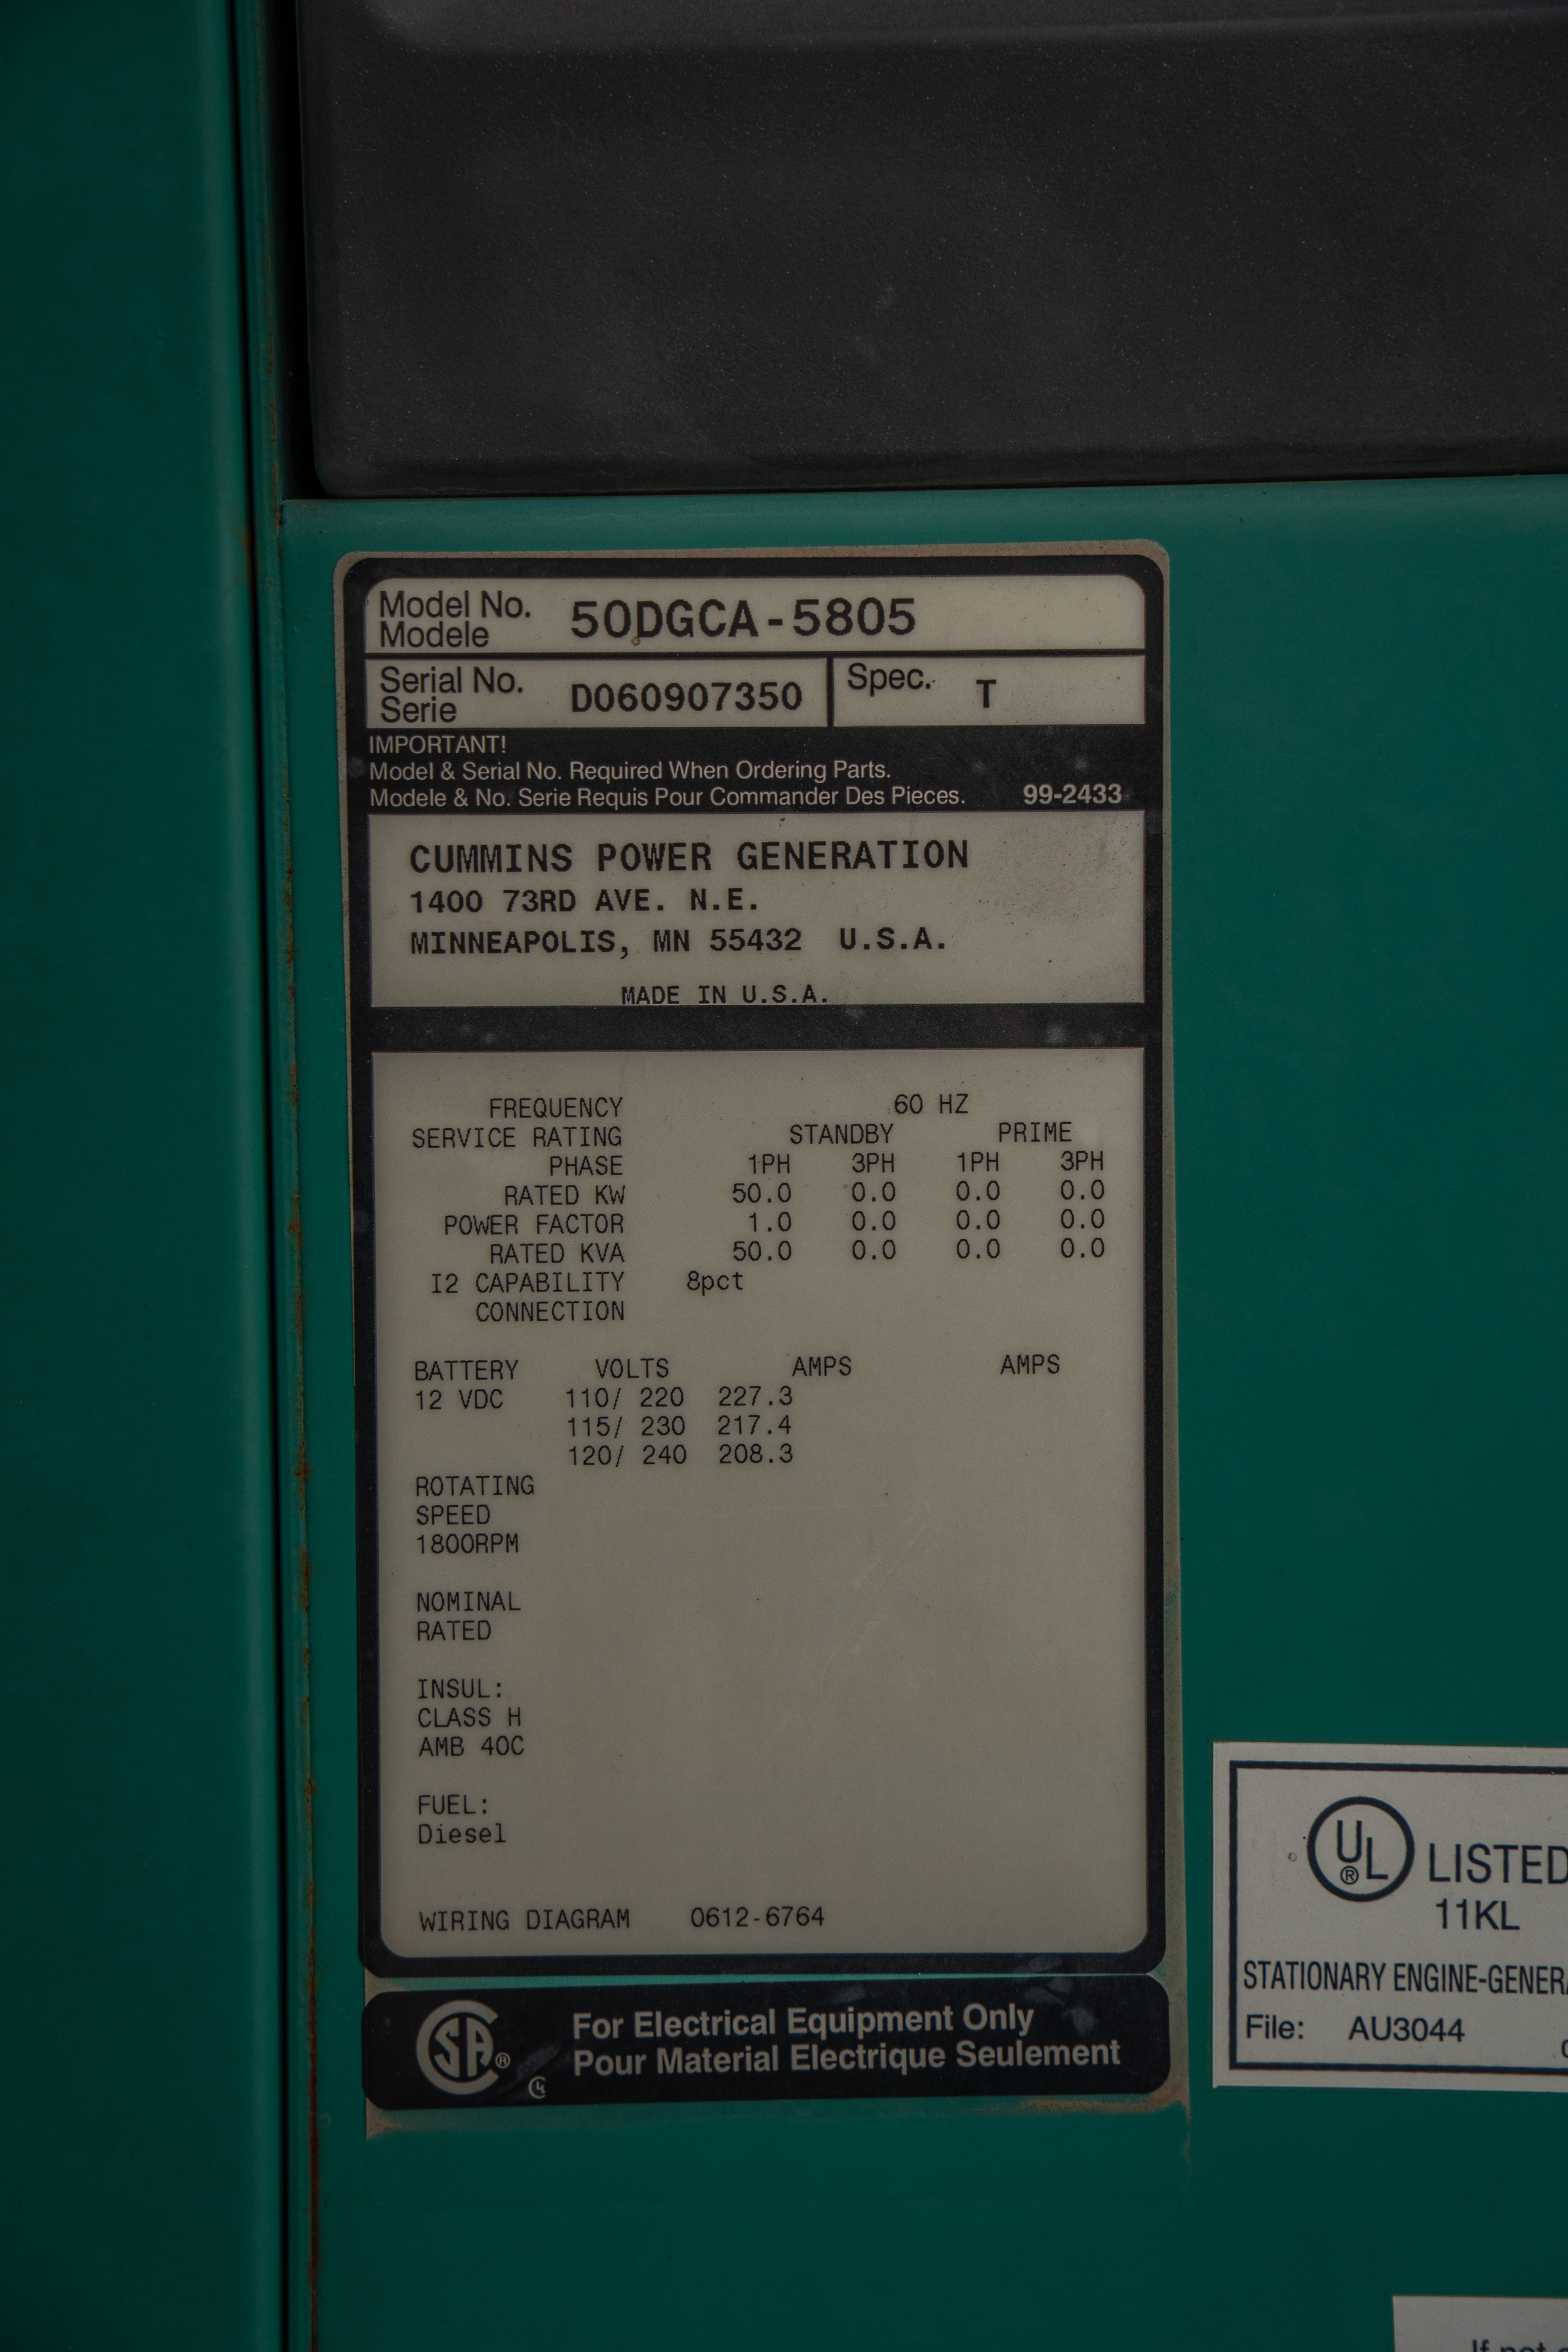 Model No.
Modele
50DGCA-5805
Serial No.
Serie
D060907350
Spec. T
IMPORTANT!
Model & Serial No. Required When Ordering Parts.
Modele & No. Serie Requis Pour Commander Des Pieces. 99-2433
CUMMINS POWER GENERATION
1400 73RD AVE. N.E.
MINNEAPOLIS, MN 55432 U.S.A.
MADE IN U.S.A.
FREQUENCY 60 HZ
SERVICE RATING STANDBY PRIME
PHASE 1PH 3PH 1PH 3PH
RATED KW 50.0 0.0 0.0 0.0
POWER FACTOR 1.0 0.0 0.0 0.0
RATED KVA 50.0 0.0 0.0 0.0
I2 CAPABILITY 8pct
CONNECTION
BATTERY VOLTS AMPS AMPS
12 VDC 110/ 220 227.3
115/ 230 217.4
120/ 240 208.3
ROTATING
SPEED
1800RPM
NOMINAL
RATED
INSUL:
CLASS H
AMB 40C
FUEL:
Diesel
WIRING DIAGRAM 0612-6764
SA ®
For Electrical Equipment Only
Pour Material Electrique Seulement
UL ® LISTED
11KL
STATIONARY ENGINE-GENERA
File: AU3044